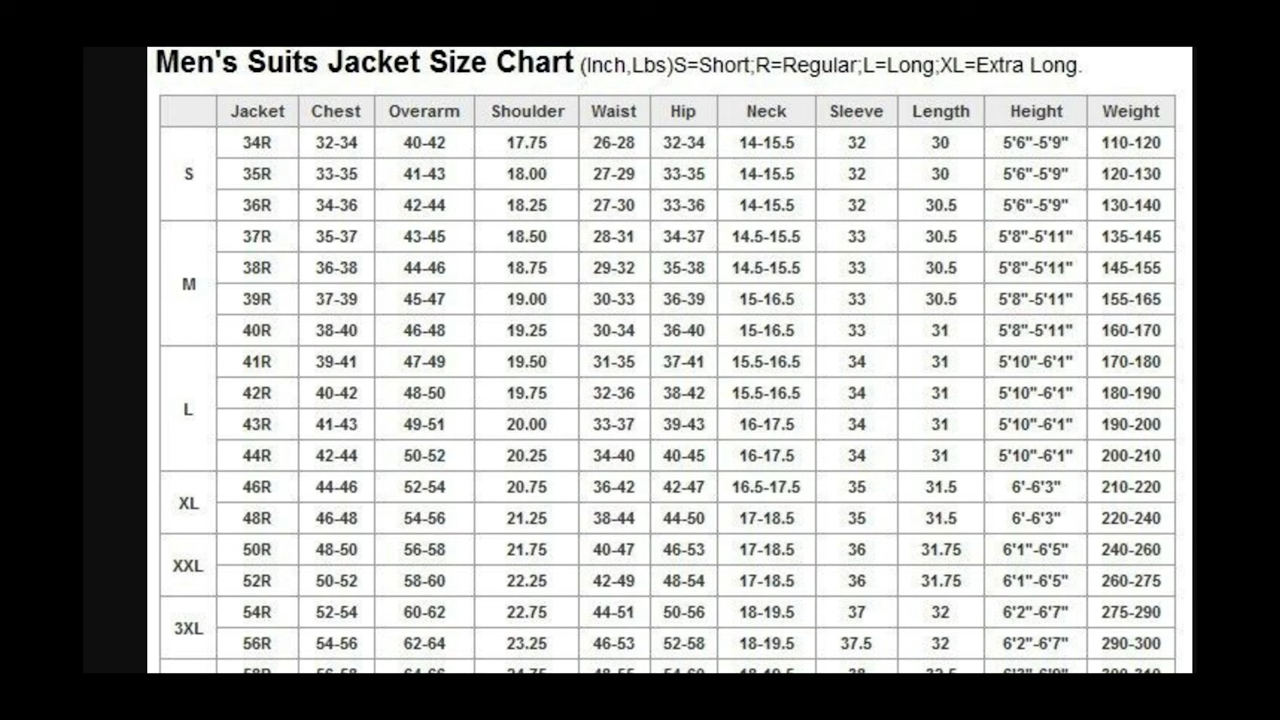 Men's Suits Jacket Size Chart (Inch,Lbs)S=Short;R=Regular;L=Long;XL=Extra Long.
Jacket Chest Overarm Shoulder Waist Hip Neck Sleeve Length Height Weight
34R 32-34 40-42 17.75 26-28 32-34 14-15.5 32 30 5'6"-5'9" 110-120
S 35R 33-35 41-43 18.00 27-29 33-35 14-15.5 32 30 5'6"-5'9" 120-130
36R 34-36 42-44 18.25 27-30 33-36 14-15.5 32 30.5 5'6"-5'9" 130-140
37R 35-37 43-45 18.50 28-31 34-37 14.5-15.5 33 30.5 5'8"-5'11" 135-145
38R 36-38 44-46 18.75 29-32 35-38 14.5-15.5 33 30.5 5'8"-5'11" 145-155
M
39R 37-39 45-47 19.00 30-33 36-39 15-16.5 33 30.5 5'8"-5'11" 155-165
40R 38-40 46-48 19.25 30-34 36-40 15-16.5 33 31 5'8"-5'11" 160-170
41R 39-41 47-49 19.50 31-35 37-41 15.5-16.5 34 31 5'10"-6'1" 170-180
42R 40-42 48-50 19.75 32-36 38-42 15.5-16.5 34 31 5'10"-6'1" 180-190
L
43R 41-43 49-51 20.00 33-37 39-43 16-17.5 34 31 5'10"-6'1" 190-200
44R 42-44 50-52 20.25 34-40 40-45 16-17.5 34 31 5'10"-6'1" 200-210
46R 44-46 52-54 20.75 36-42 42-47 16.5-17.5 35 31.5 6'-6'3" 210-220
XL
48R 46-48 54-56 21.25 38-44 44-50 17-18.5 35 31.5 6'-6'3" 220-240
50R 48-50 56-58 21.75 40-47 46-53 17-18.5 36 31.75 6'1"-6'5" 240-260
XXL
52R 50-52 58-60 22.25 42-49 48-54 17-18.5 36 31.75 6'1"-6'5" 260-275
54R 52-54 60-62 22.75 44-51 50-56 18-19.5 37 32 6'2"-6'7" 275-290
3XL
56R 54-56 62-64 23.25 46-53 52-58 18-19.5 37.5 32 6'2"-6'7" 290-300